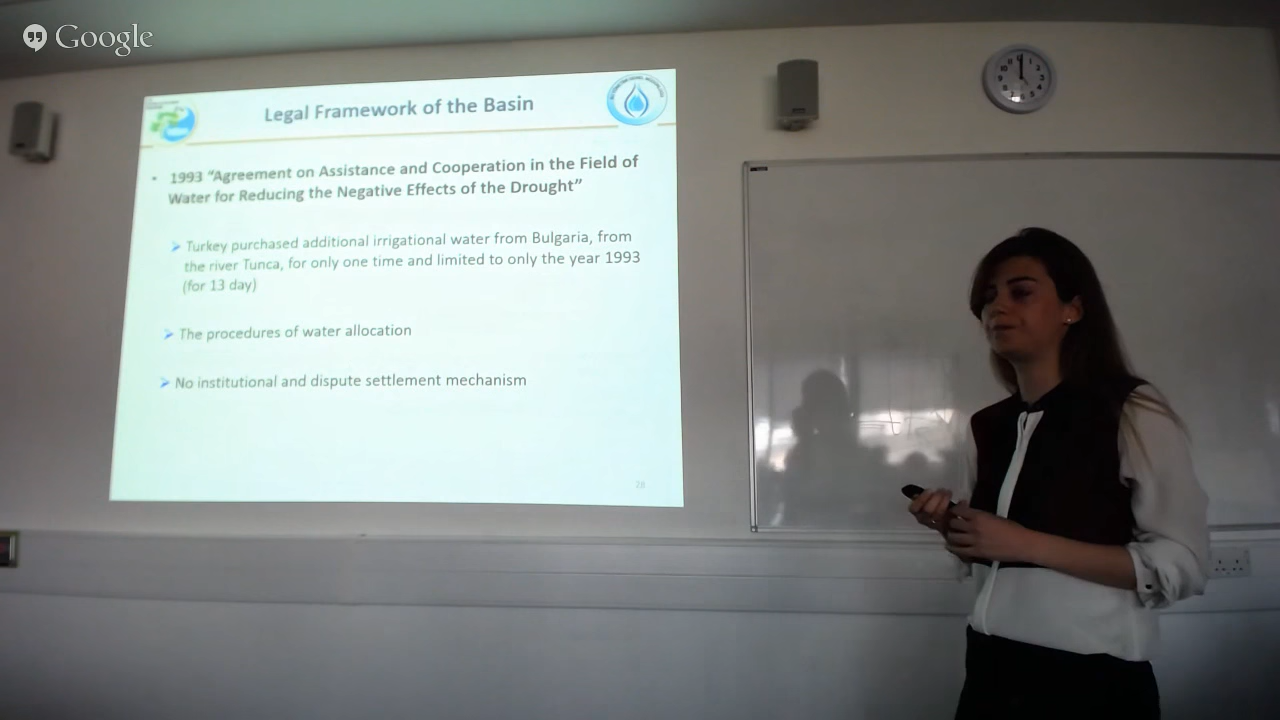 Google
Legal Framework of the Basin
• 1993 “Agreement on Assistance and Cooperation in the Field of
Water for Reducing the Negative Effects of the Drought”
➤ Turkey purchased additional irrigational water from Bulgaria, from
the river Tunca, for only one time and limited to only the year 1993
(for 13 day)
➤ The procedures of water allocation
➤ No institutional and dispute settlement mechanism
28